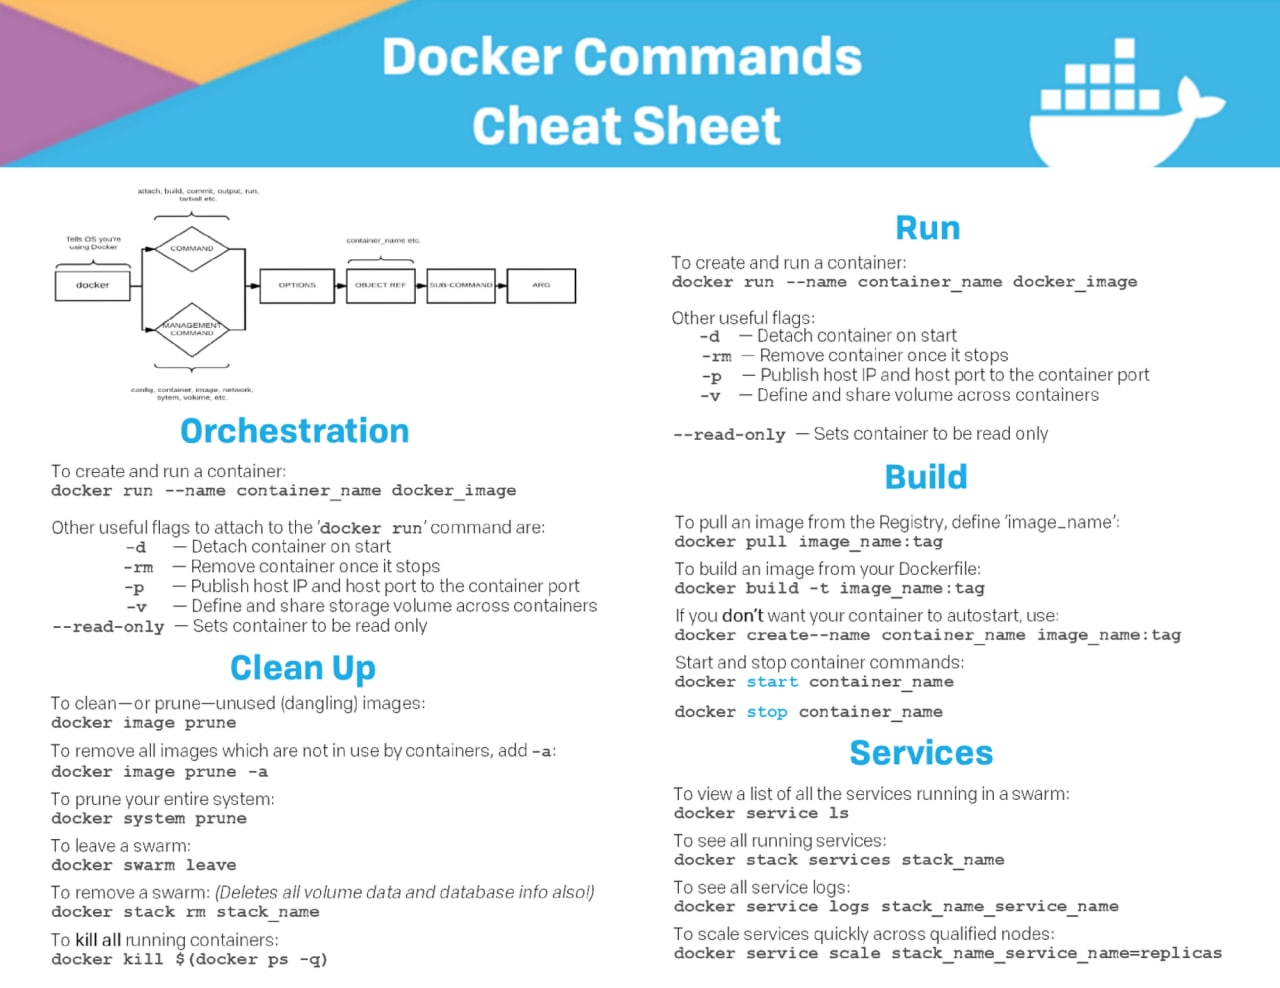 Docker Commands
Cheat Sheet
attach, build, commit, output, run,
tarball etc.
Tells OS you're
using Docker
COMMAND
container_name etc.
docker
OPTIONS
OBJECT REF
SUB-COMMAND
ARG
MANAGEMENT
COMMAND
config, container, image, network,
sytem, volume, etc.
Orchestration
To create and run a container:
docker run --name container_name docker_image
Other useful flags to attach to the 'docker run' command are:
-d — Detach container on start
-rm — Remove container once it stops
-p — Publish host IP and host port to the container port
-v — Define and share storage volume across containers
--read-only — Sets container to be read only
Clean Up
To clean—or prune—unused (dangling) images:
docker image prune
To remove all images which are not in use by containers, add -a:
docker image prune -a
To prune your entire system:
docker system prune
To leave a swarm:
docker swarm leave
To remove a swarm: (Deletes all volume data and database info also!)
docker stack rm stack_name
To kill all running containers:
docker kill $(docker ps -q)
Run
To create and run a container:
docker run --name container_name docker_image
Other useful flags:
-d — Detach container on start
-rm — Remove container once it stops
-p — Publish host IP and host port to the container port
-v — Define and share volume across containers
--read-only — Sets container to be read only
Build
To pull an image from the Registry, define 'image_name':
docker pull image_name:tag
To build an image from your Dockerfile:
docker build -t image_name:tag
If you don't want your container to autostart, use:
docker create--name container_name image_name:tag
Start and stop container commands:
docker start container_name
docker stop container_name
Services
To view a list of all the services running in a swarm:
docker service ls
To see all running services:
docker stack services stack_name
To see all service logs:
docker service logs stack_name_service_name
To scale services quickly across qualified nodes:
docker service scale stack_name_service_name=replicas